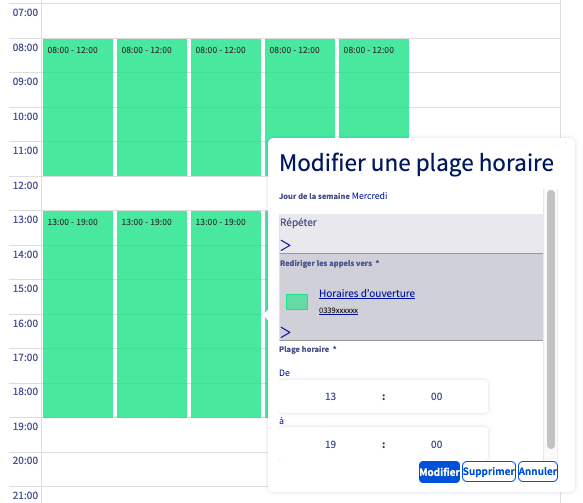 07:00
08:00
08:00 - 12:00 08:00 - 12:00 08:00 - 12:00 08:00 - 12:00 08:00 - 12:00
09:00
10:00
11:00
12:00
13:00
13:00 - 19:00 13:00 - 19:00 13:00 - 19:00
14:00
15:00
16:00
17:00
18:00
19:00
20:00
21:00
Modifier une plage horaire
Jour de la semaine Mercredi
Répéter
>
Rediriger les appels vers *
Horaires d'ouverture
0339xxxxxx
>
Plage horaire *
De
13 : 00
à
19 : 00
Modifier Supprimer Annuler